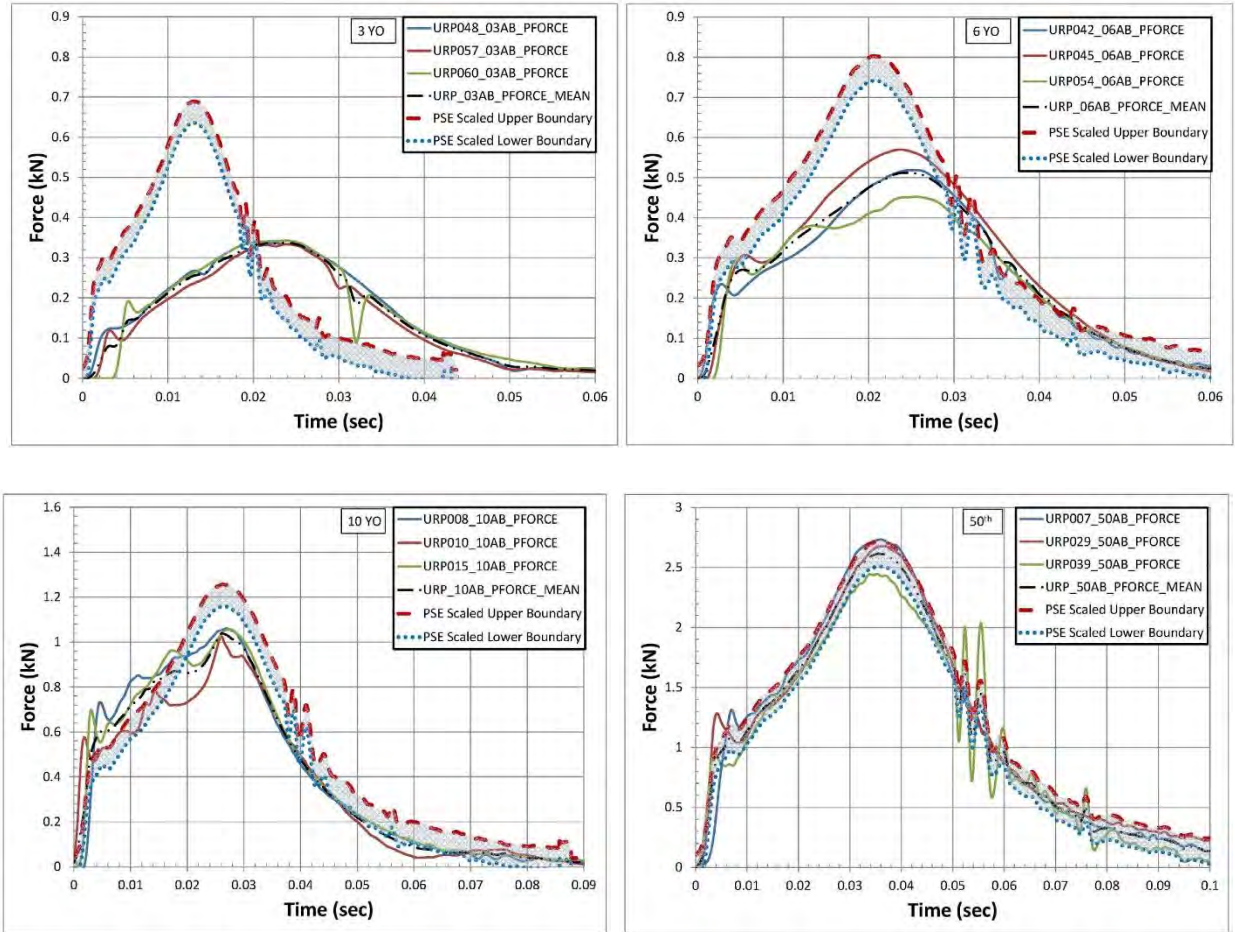 3 YO
URP048_03AB_PFORCE
URP057_03AB_PFORCE
URP060_03AB_PFORCE
URP_03AB_PFORCE_MEAN
PSE Scaled Upper Boundary
PSE Scaled Lower Boundary
Force (kN)
0.9
0.8
0.7
0.6
0.5
0.4
0.3
0.2
0.1
0
0 0.01 0.02 0.03 0.04 0.05 0.06
Time (sec)
6 YO
URP042_06AB_PFORCE
URP045_06AB_PFORCE
URP054_06AB_PFORCE
URP_06AB_PFORCE_MEAN
PSE Scaled Upper Boundary
PSE Scaled Lower Boundary
Force (kN)
0.9
0.8
0.7
0.6
0.5
0.4
0.3
0.2
0.1
0
0 0.01 0.02 0.03 0.04 0.05 0.06
Time (sec)
10 YO
URP008_10AB_PFORCE
URP010_10AB_PFORCE
URP015_10AB_PFORCE
URP_10AB_PFORCE_MEAN
PSE Scaled Upper Boundary
PSE Scaled Lower Boundary
Force (kN)
1.6
1.4
1.2
1
0.8
0.6
0.4
0.2
0
0 0.01 0.02 0.03 0.04 0.05 0.06 0.07 0.08 0.09
Time (sec)
50th
URP007_50AB_PFORCE
URP029_50AB_PFORCE
URP039_50AB_PFORCE
URP_50AB_PFORCE_MEAN
PSE Scaled Upper Boundary
PSE Scaled Lower Boundary
Force (kN)
3
2.5
2
1.5
1
0.5
0
0 0.01 0.02 0.03 0.04 0.05 0.06 0.07 0.08 0.09 0.1
Time (sec)